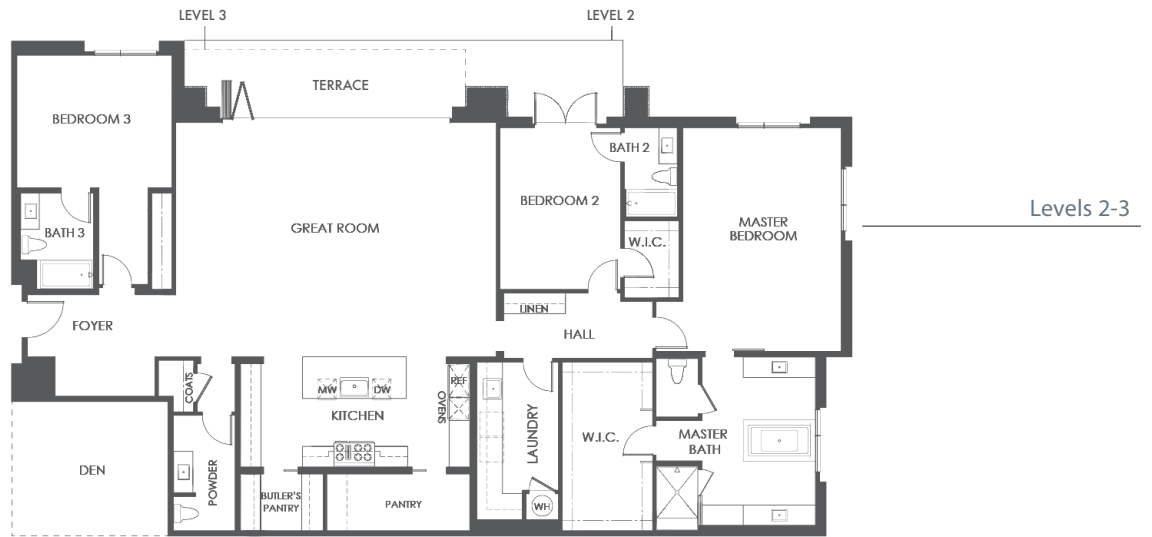 LEVEL 3
LEVEL 2
TERRACE
BEDROOM 3
BATH 2
BEDROOM 2
Levels 2-3
GREAT ROOM
MASTER
BEDROOM
BATH 3
W.I.C.
LINEN
FOYER
HALL
COATS
MW
DW
REF
OVENS
KITCHEN
LAUNDRY
W.I.C.
MASTER
BATH
DEN
POWDER
BUTLER'S
PANTRY
PANTRY
WH